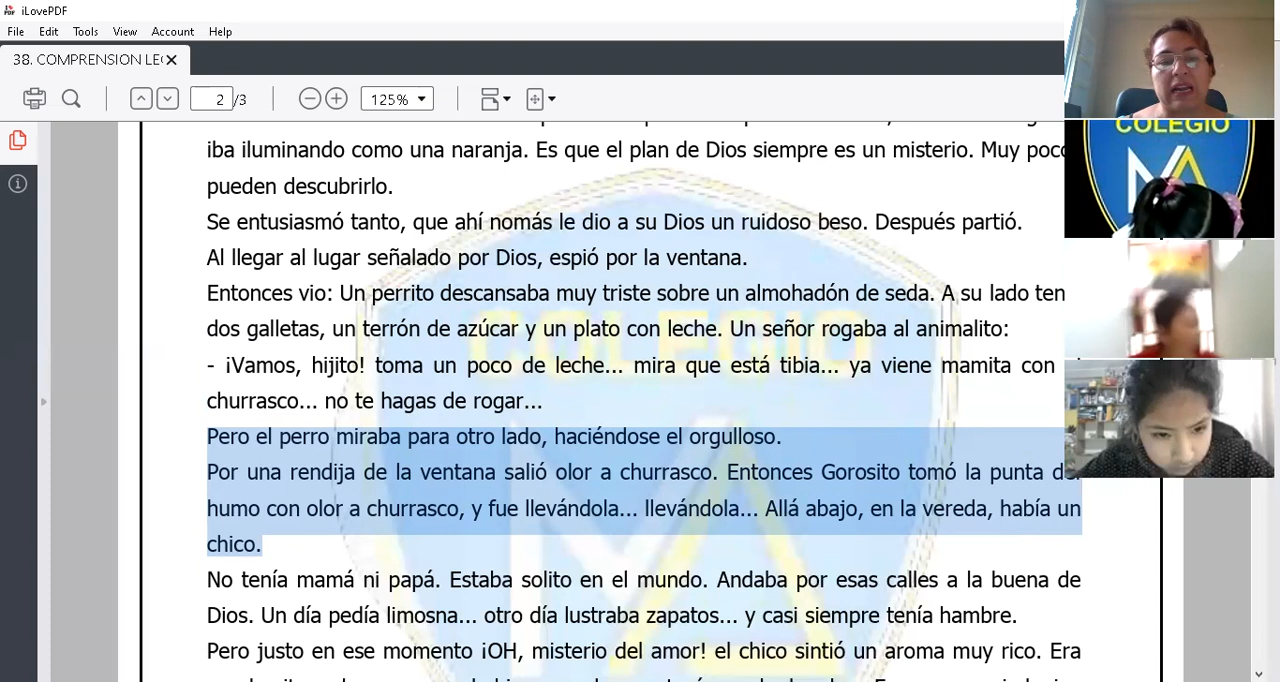 iLovePDF
File Edit Tools View Account Help
38. COMPRENSION LE
2 /3 125%
iba iluminando como una naranja. Es que el plan de Dios siempre es un misterio. Muy poco
pueden descubrirlo.
Se entusiasmó tanto, que ahí nomás le dio a su Dios un ruidoso beso. Después partió.
Al llegar al lugar señalado por Dios, espió por la ventana.
Entonces vio: Un perrito descansaba muy triste sobre un almohadón de seda. A su lado ten
dos galletas, un terrón de azúcar y un plato con leche. Un señor rogaba al animalito:
- ¡Vamos, hijito! toma un poco de leche... mira que está tibia... ya viene mamita con
churrasco... no te hagas de rogar...
Pero el perro miraba para otro lado, haciéndose el orgulloso.
Por una rendija de la ventana salió olor a churrasco. Entonces Gorosito tomó la punta del
humo con olor a churrasco, y fue llevándola... llevándola... Allá abajo, en la vereda, había un
chico.
No tenía mamá ni papá. Estaba solito en el mundo. Andaba por esas calles a la buena de
Dios. Un día pedía limosna... otro día lustraba zapatos... y casi siempre tenía hambre.
Pero justo en ese momento ¡OH, misterio del amor! el chico sintió un aroma muy rico. Era
COLEGIO
MA
COLEGIO
MA